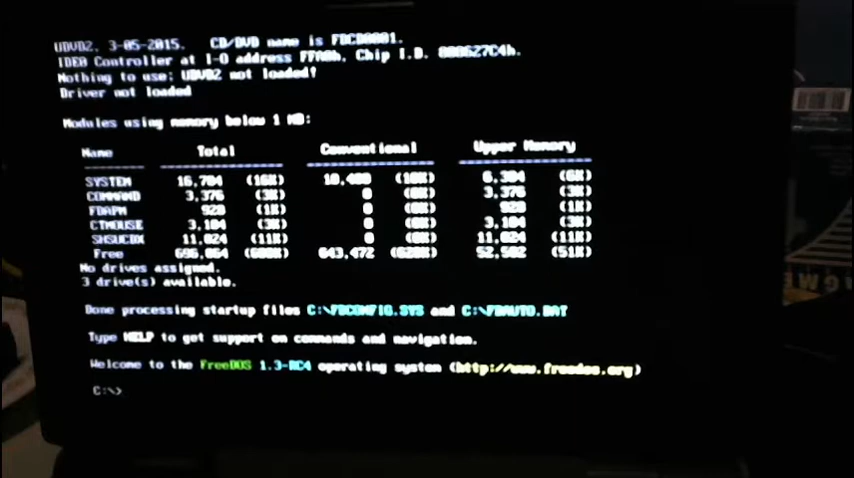 UDVD2, 3-05-2015. CD/DVD name is FDCD0001.
IDE0 Controller at I-O address FFA0h, Chip I.D. 808627C4h.
Nothing to use; UDVD2 not loaded!
Driver not loaded
Modules using memory below 1 MB:
Name Total Conventional Upper Memory
SYSTEM 16,784 (16K) 10,400 (10K) 6,384 (6K)
COMMAND 3,376 (3K) 0 (0K) 3,376 (3K)
FDAPM 928 (1K) 0 (0K) 928 (1K)
CTMOUSE 3,104 (3K) 0 (0K) 3,104 (3K)
SHSUCDX 11,024 (11K) 0 (0K) 11,024 (11K)
Free 696,064 (680K) 643,472 (628K) 52,592 (51K)
No drives assigned.
3 drive(s) available.
Done processing startup files C:\FDCONFIG.SYS and C:\FDAUTO.BAT
Type HELP to get support on commands and navigation.
Welcome to the FreeDOS 1.3-RC4 operating system (http://www.freedos.org)
C:\>